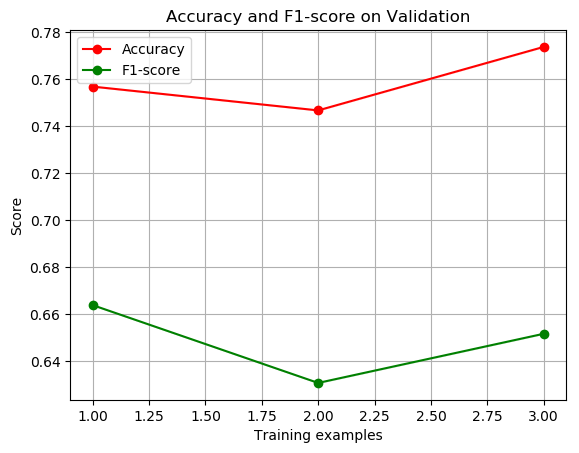 Accuracy and F1-score on Validation
0.78
0.76
0.74
0.72
0.70
0.68
0.66
0.64
Score
Accuracy
F1-score
1.00 1.25 1.50 1.75 2.00 2.25 2.50 2.75 3.00
Training examples